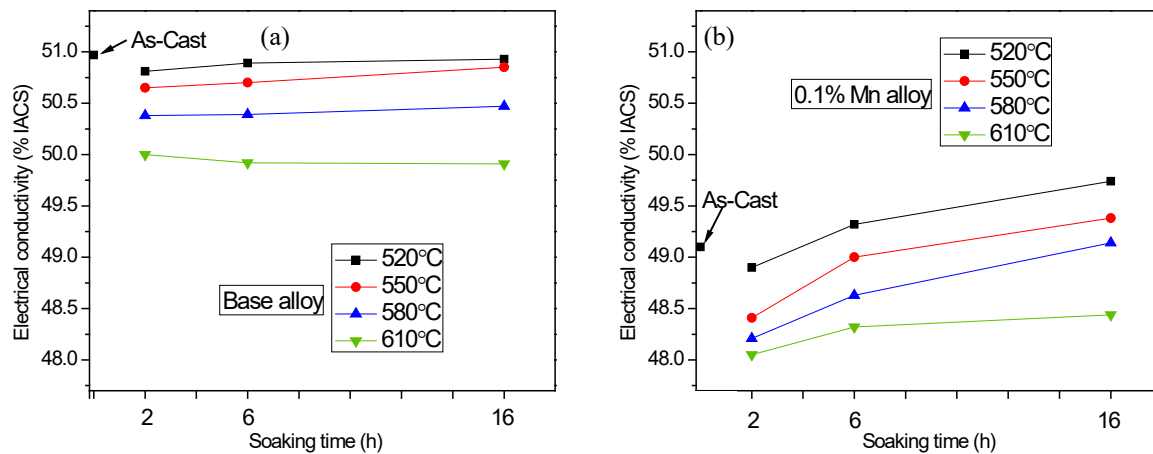 (a)
As-Cast
51.0
50.5
50.0
49.5
49.0
48.5
48.0
Electrical conductivity (% IACS)
520°C
550°C
580°C
610°C
Base alloy
2 6 16
Soaking time (h)
(b)
520°C
550°C
580°C
610°C
0.1% Mn alloy
As-Cast
51.0
50.5
50.0
49.5
49.0
48.5
48.0
Electrical conductivity (% IACS)
2 6 16
Soaking time (h)